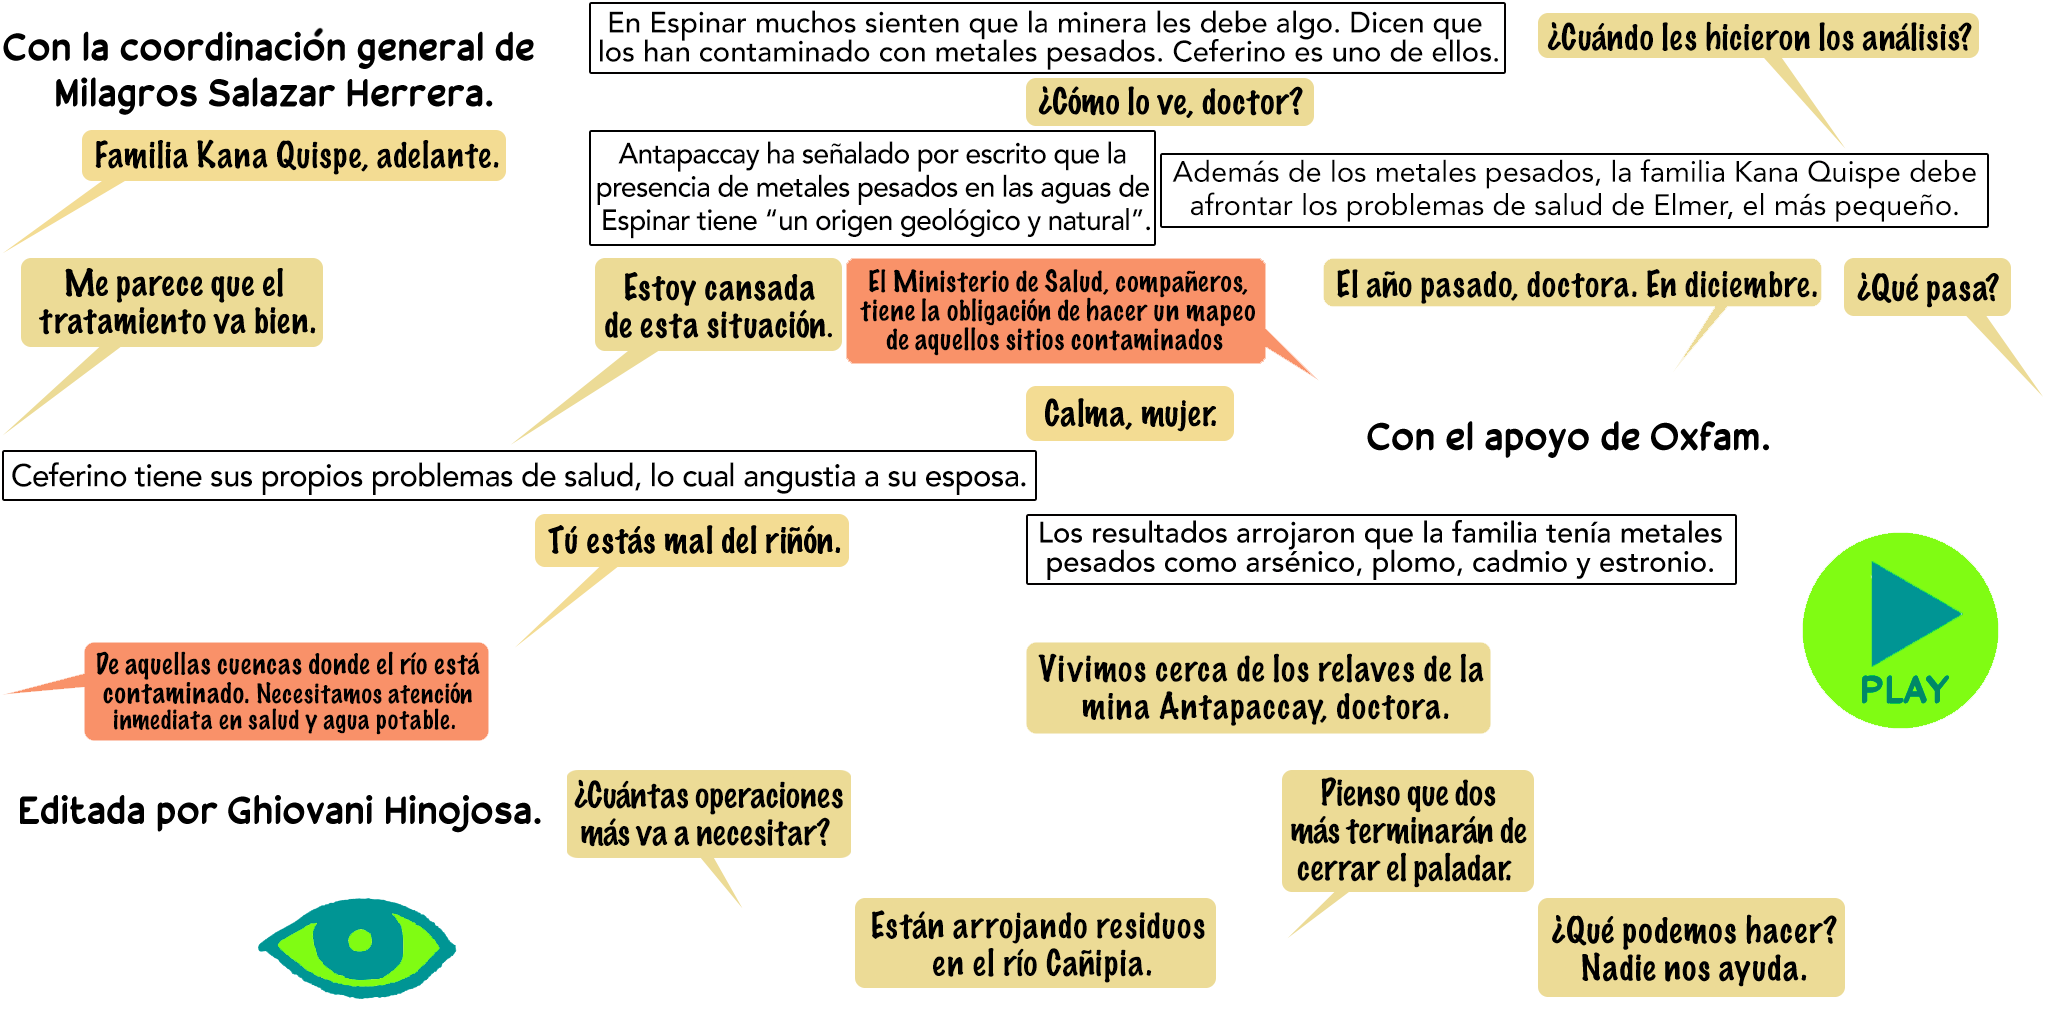 Con la coordinación general de
Milagros Salazar Herrera.
En Espinar muchos sienten que la minera les debe algo. Dicen que
los han contaminado con metales pesados. Ceferino es uno de ellos.
¿Cuándo les hicieron los análisis?
¿Cómo lo ve, doctor?
Familia Kana Quispe, adelante.
Antapaccay ha señalado por escrito que la
presencia de metales pesados en las aguas de
Espinar tiene “un origen geológico y natural”.
Además de los metales pesados, la familia Kana Quispe debe
afrontar los problemas de salud de Elmer, el más pequeño.
Me parece que el
tratamiento va bien.
Estoy cansada
de esta situación.
El Ministerio de Salud, compañeros,
tiene la obligación de hacer un mapeo
de aquellos sitios contaminados
El año pasado, doctora. En diciembre.
¿Qué pasa?
Calma, mujer.
Con el apoyo de Oxfam.
Ceferino tiene sus propios problemas de salud, lo cual angustia a su esposa.
Tú estás mal del riñón.
Los resultados arrojaron que la familia tenía metales
pesados como arsénico, plomo, cadmio y estronio.
De aquellas cuencas donde el río está
contaminado. Necesitamos atención
inmediata en salud y agua potable.
Vivimos cerca de los relaves de la
mina Antapaccay, doctora.
PLAY
Editada por Ghiovani Hinojosa.
¿Cuántas operaciones
más va a necesitar?
Pienso que dos
más terminarán de
cerrar el paladar.
Están arrojando residuos
en el río Cañipia.
¿Qué podemos hacer?
Nadie nos ayuda.